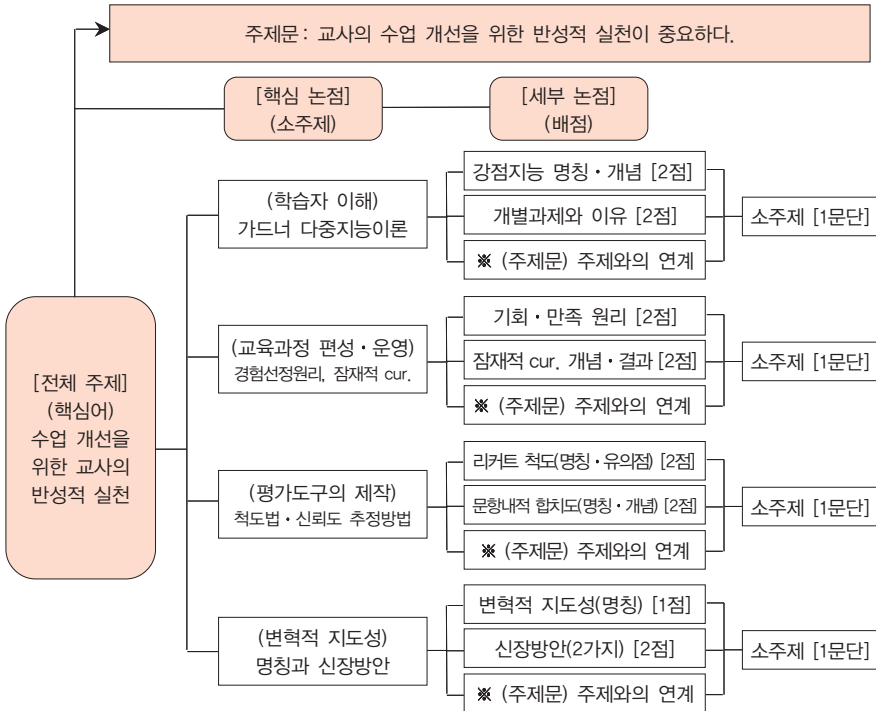 주제문 : 교사의 수업 개선을 위한 반성적 실천이 중요하다.
[핵심 논점]
(소주제)
[세부 논점]
(배점)
[전체 주제]
(핵심어)
수업 개선을
위한 교사의
반성적 실천
(학습자 이해)
가드너 다중지능이론
강점지능 명칭・개념 [2점]
개별과제와 이유 [2점]
※ (주제문) 주제와의 연계
소주제 [1문단]
(교육과정 편성・운영)
경험선정원리, 잠재적 cur.
기회・만족 원리 [2점]
잠재적 cur. 개념・결과 [2점]
※ (주제문) 주제와의 연계
소주제 [1문단]
(평가도구의 제작)
척도법・신뢰도 추정방법
리커트 척도(명칭・유의점) [2점]
문항내적 합치도(명칭・개념) [2점]
※ (주제문) 주제와의 연계
소주제 [1문단]
(변혁적 지도성)
명칭과 신장방안
변혁적 지도성(명칭) [1점]
신장방안(2가지) [2점]
※ (주제문) 주제와의 연계
소주제 [1문단]